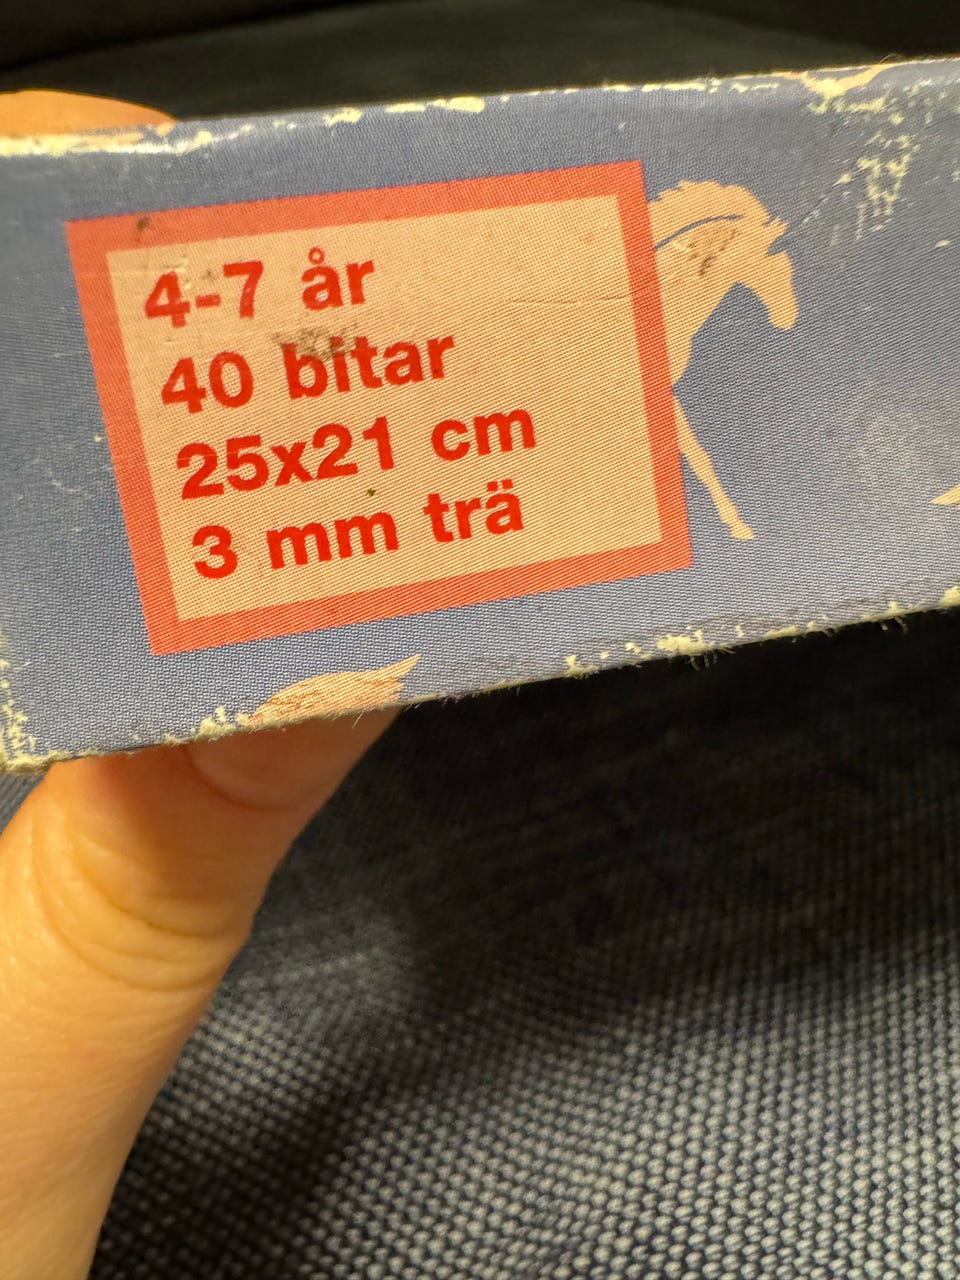 4-7 år
40 bitar
25x21 cm
3 mm trä